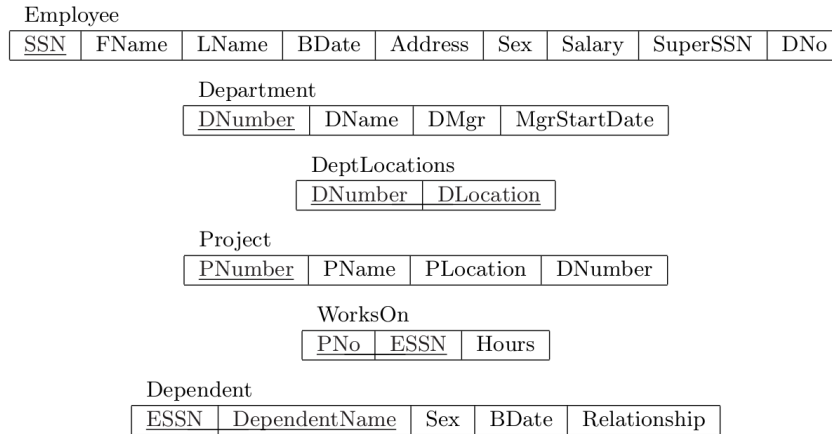 Employee
SSN FName LName BDate Address Sex Salary SuperSSN DNo
Department
DNumber DName DMgr MgrStartDate
DeptLocations
DNumber DLocation
Project
PNumber PName PLocation DNumber
WorksOn
PNo ESSN Hours
Dependent
ESSN DependentName Sex BDate Relationship